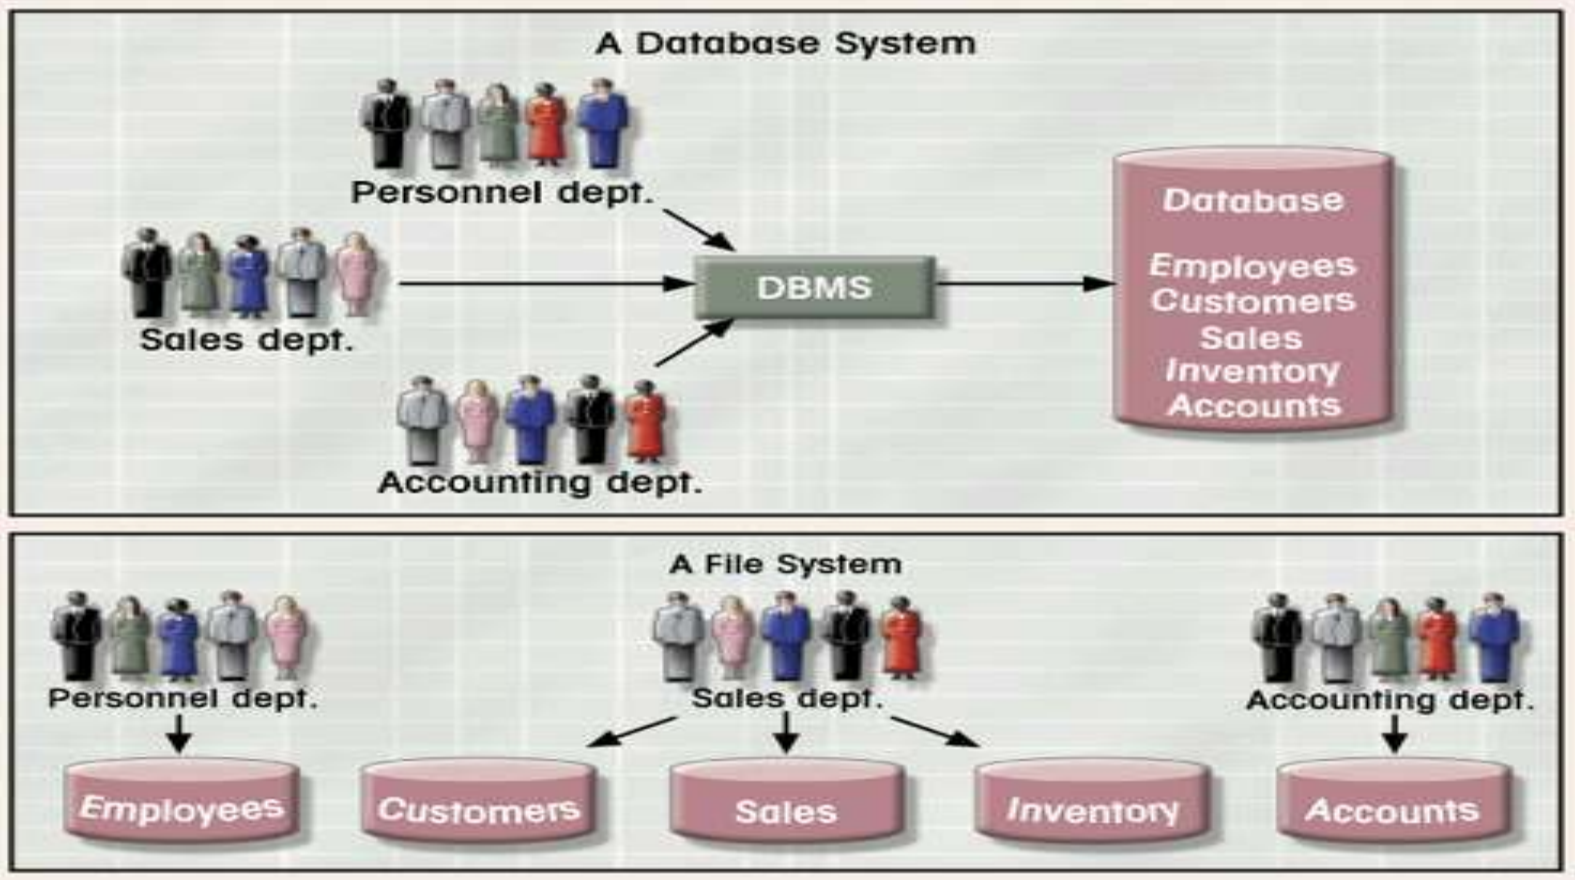 A Database System
Personnel dept.
Sales dept.
Accounting dept.
DBMS
Database
Employees
Customers
Sales
Inventory
Accounts
A File System
Personnel dept.
Sales dept.
Accounting dept.
Employees
Customers
Sales
Inventory
Accounts